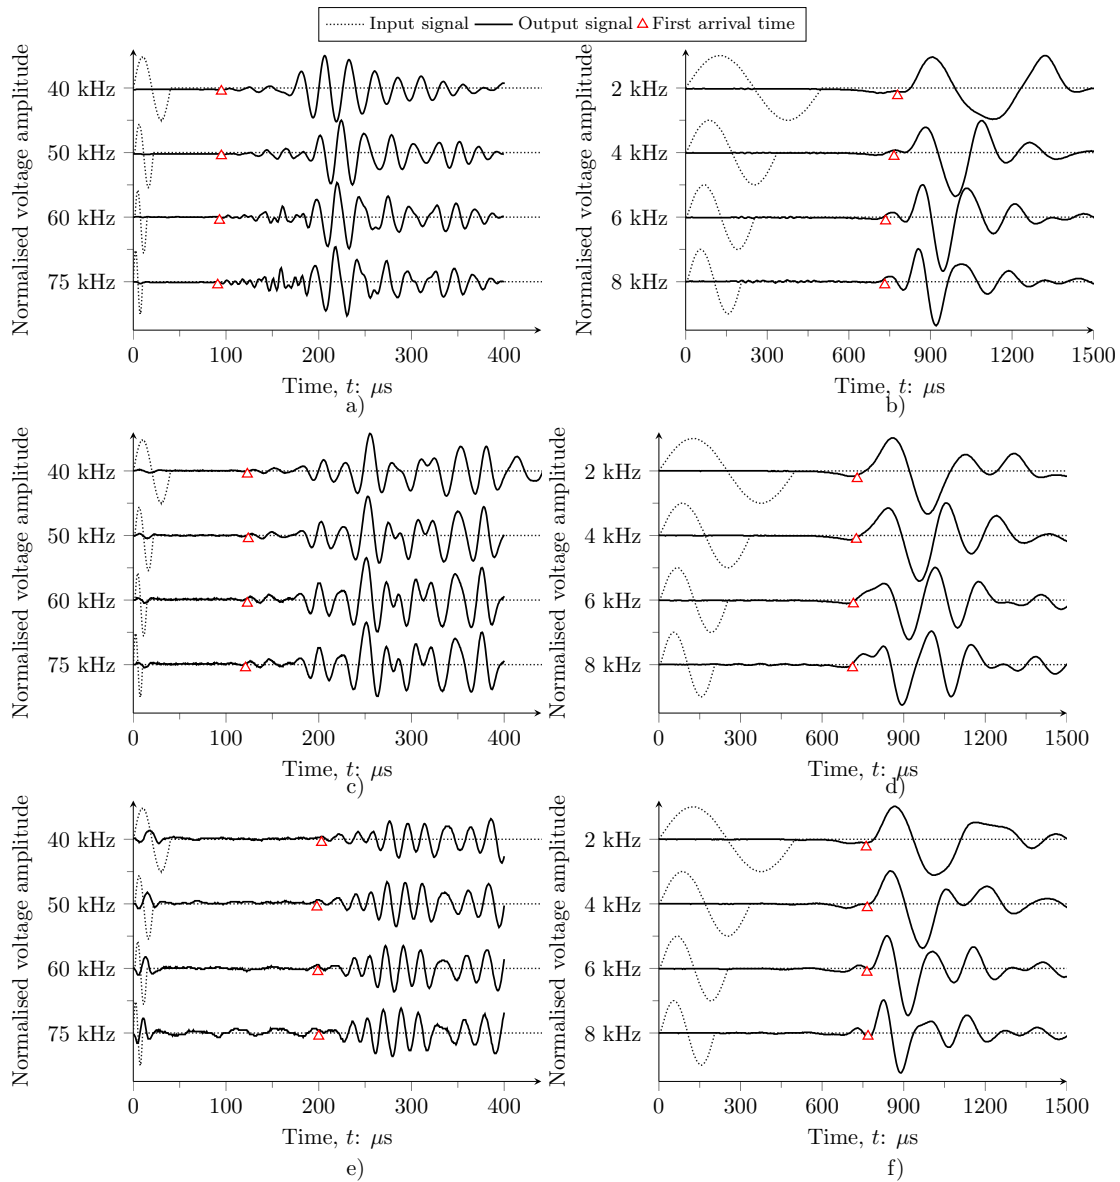 Input signal Output signal First arrival time
Normalised voltage amplitude
40 kHz
50 kHz
60 kHz
75 kHz
0 100 200 300 400
Time, t: μs
a)
Normalised voltage amplitude
2 kHz
4 kHz
6 kHz
8 kHz
0 300 600 900 1200 1500
Time, t: μs
b)
Normalised voltage amplitude
40 kHz
50 kHz
60 kHz
75 kHz
0 100 200 300 400
Time, t: μs
c)
Normalised voltage amplitude
2 kHz
4 kHz
6 kHz
8 kHz
0 300 600 900 1200 1500
Time, t: μs
d)
Normalised voltage amplitude
40 kHz
50 kHz
60 kHz
75 kHz
0 100 200 300 400
Time, t: μs
e)
Normalised voltage amplitude
2 kHz
4 kHz
6 kHz
8 kHz
0 300 600 900 1200 1500
Time, t: μs
f)